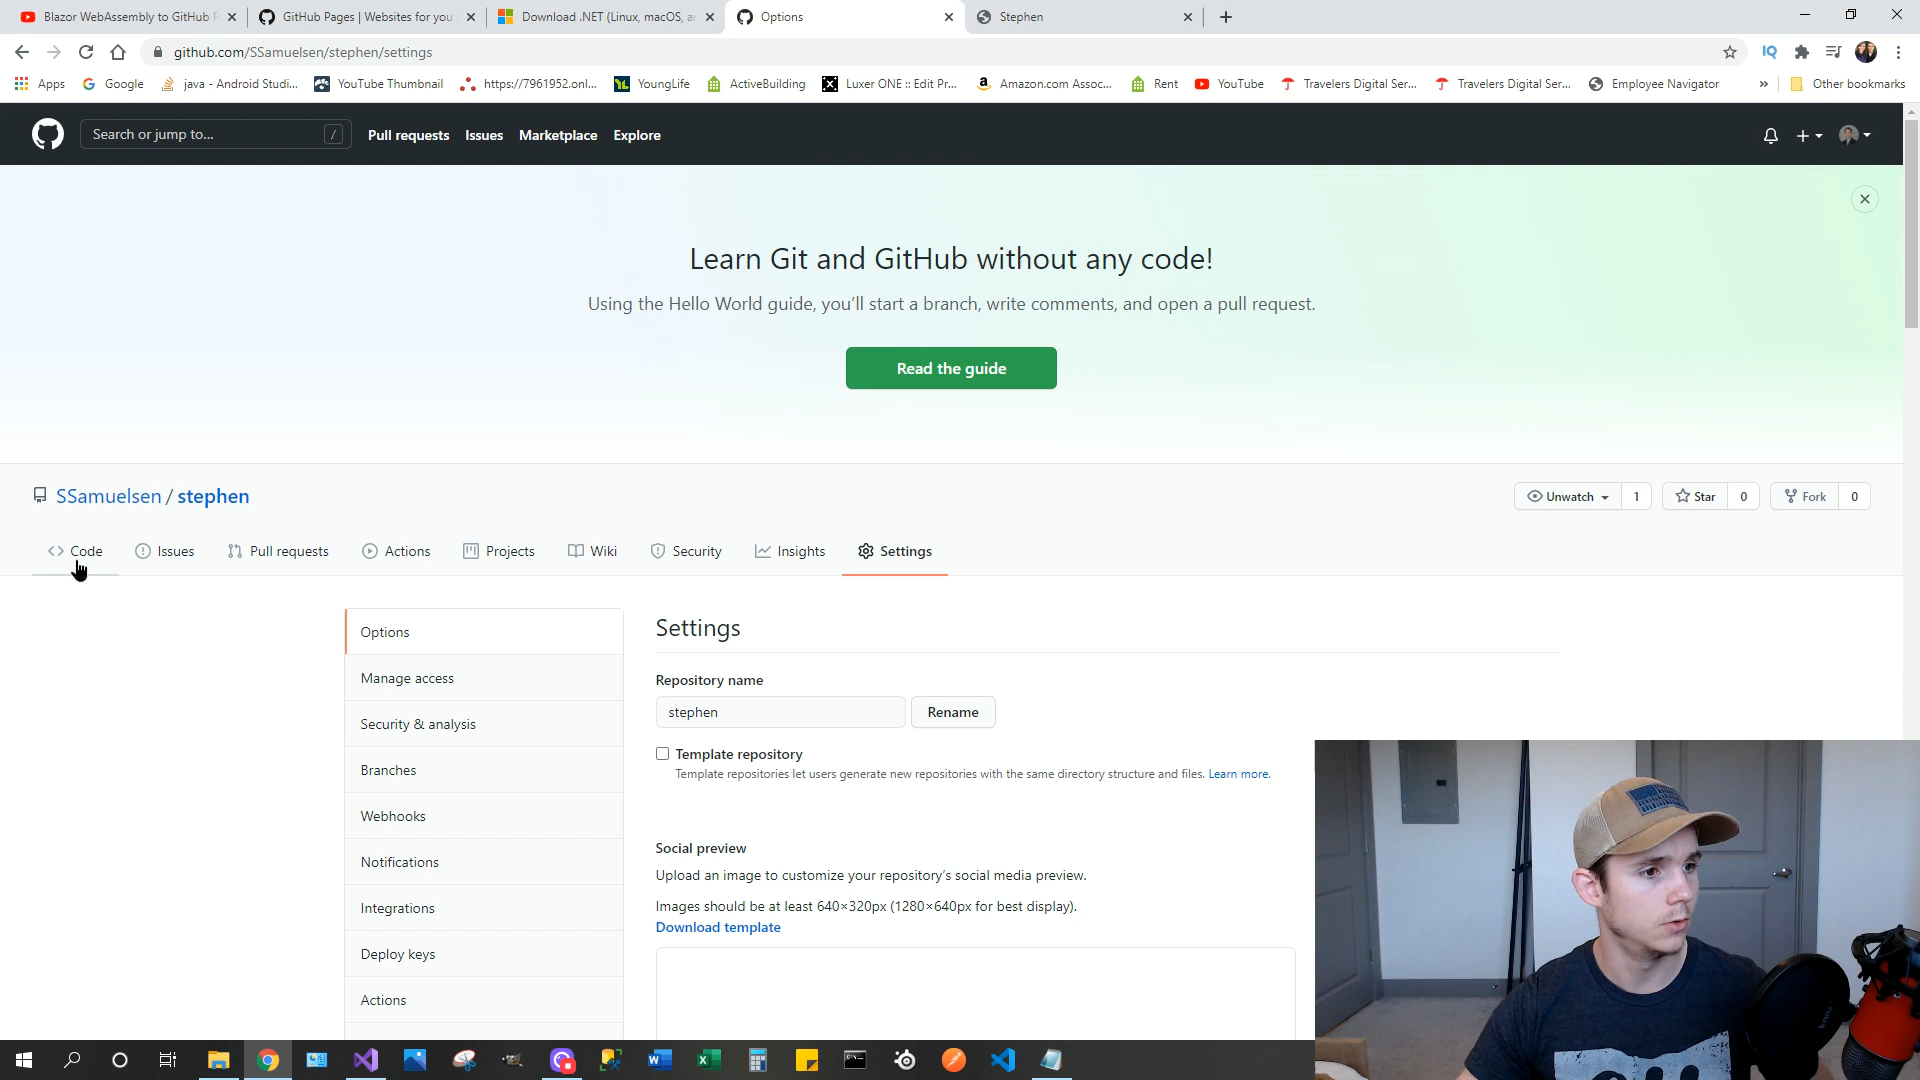 Blazor WebAssembly to GitHub P
GitHub Pages | Websites for you
Download .NET (Linux, macOS, a
Options
Stephen
github.com/SSamuelsen/stephen/settings
Apps
Google
java - Android Studi...
YouTube Thumbnail
https://7961952.onl...
YoungLife
ActiveBuilding
Luxer ONE :: Edit Pr...
Amazon.com Assoc...
Rent
YouTube
Travelers Digital Ser...
Travelers Digital Ser...
Employee Navigator
»
Other bookmarks
Search or jump to...
/
Pull requests
Issues
Marketplace
Explore
Learn Git and GitHub without any code!
Using the Hello World guide, you’ll start a branch, write comments, and open a pull request.
Read the guide
SSamuelsen / stephen
Unwatch
1
Star
0
Fork
0
Code
Issues
Pull requests
Actions
Projects
Wiki
Security
Insights
Settings
Options
Manage access
Security & analysis
Branches
Webhooks
Notifications
Integrations
Deploy keys
Actions
Settings
Repository name
stephen
Rename
Template repository
Template repositories let users generate new repositories with the same directory structure and files. Learn more.
Social preview
Upload an image to customize your repository’s social media preview.
Images should be at least 640×320px (1280×640px for best display).
Download template